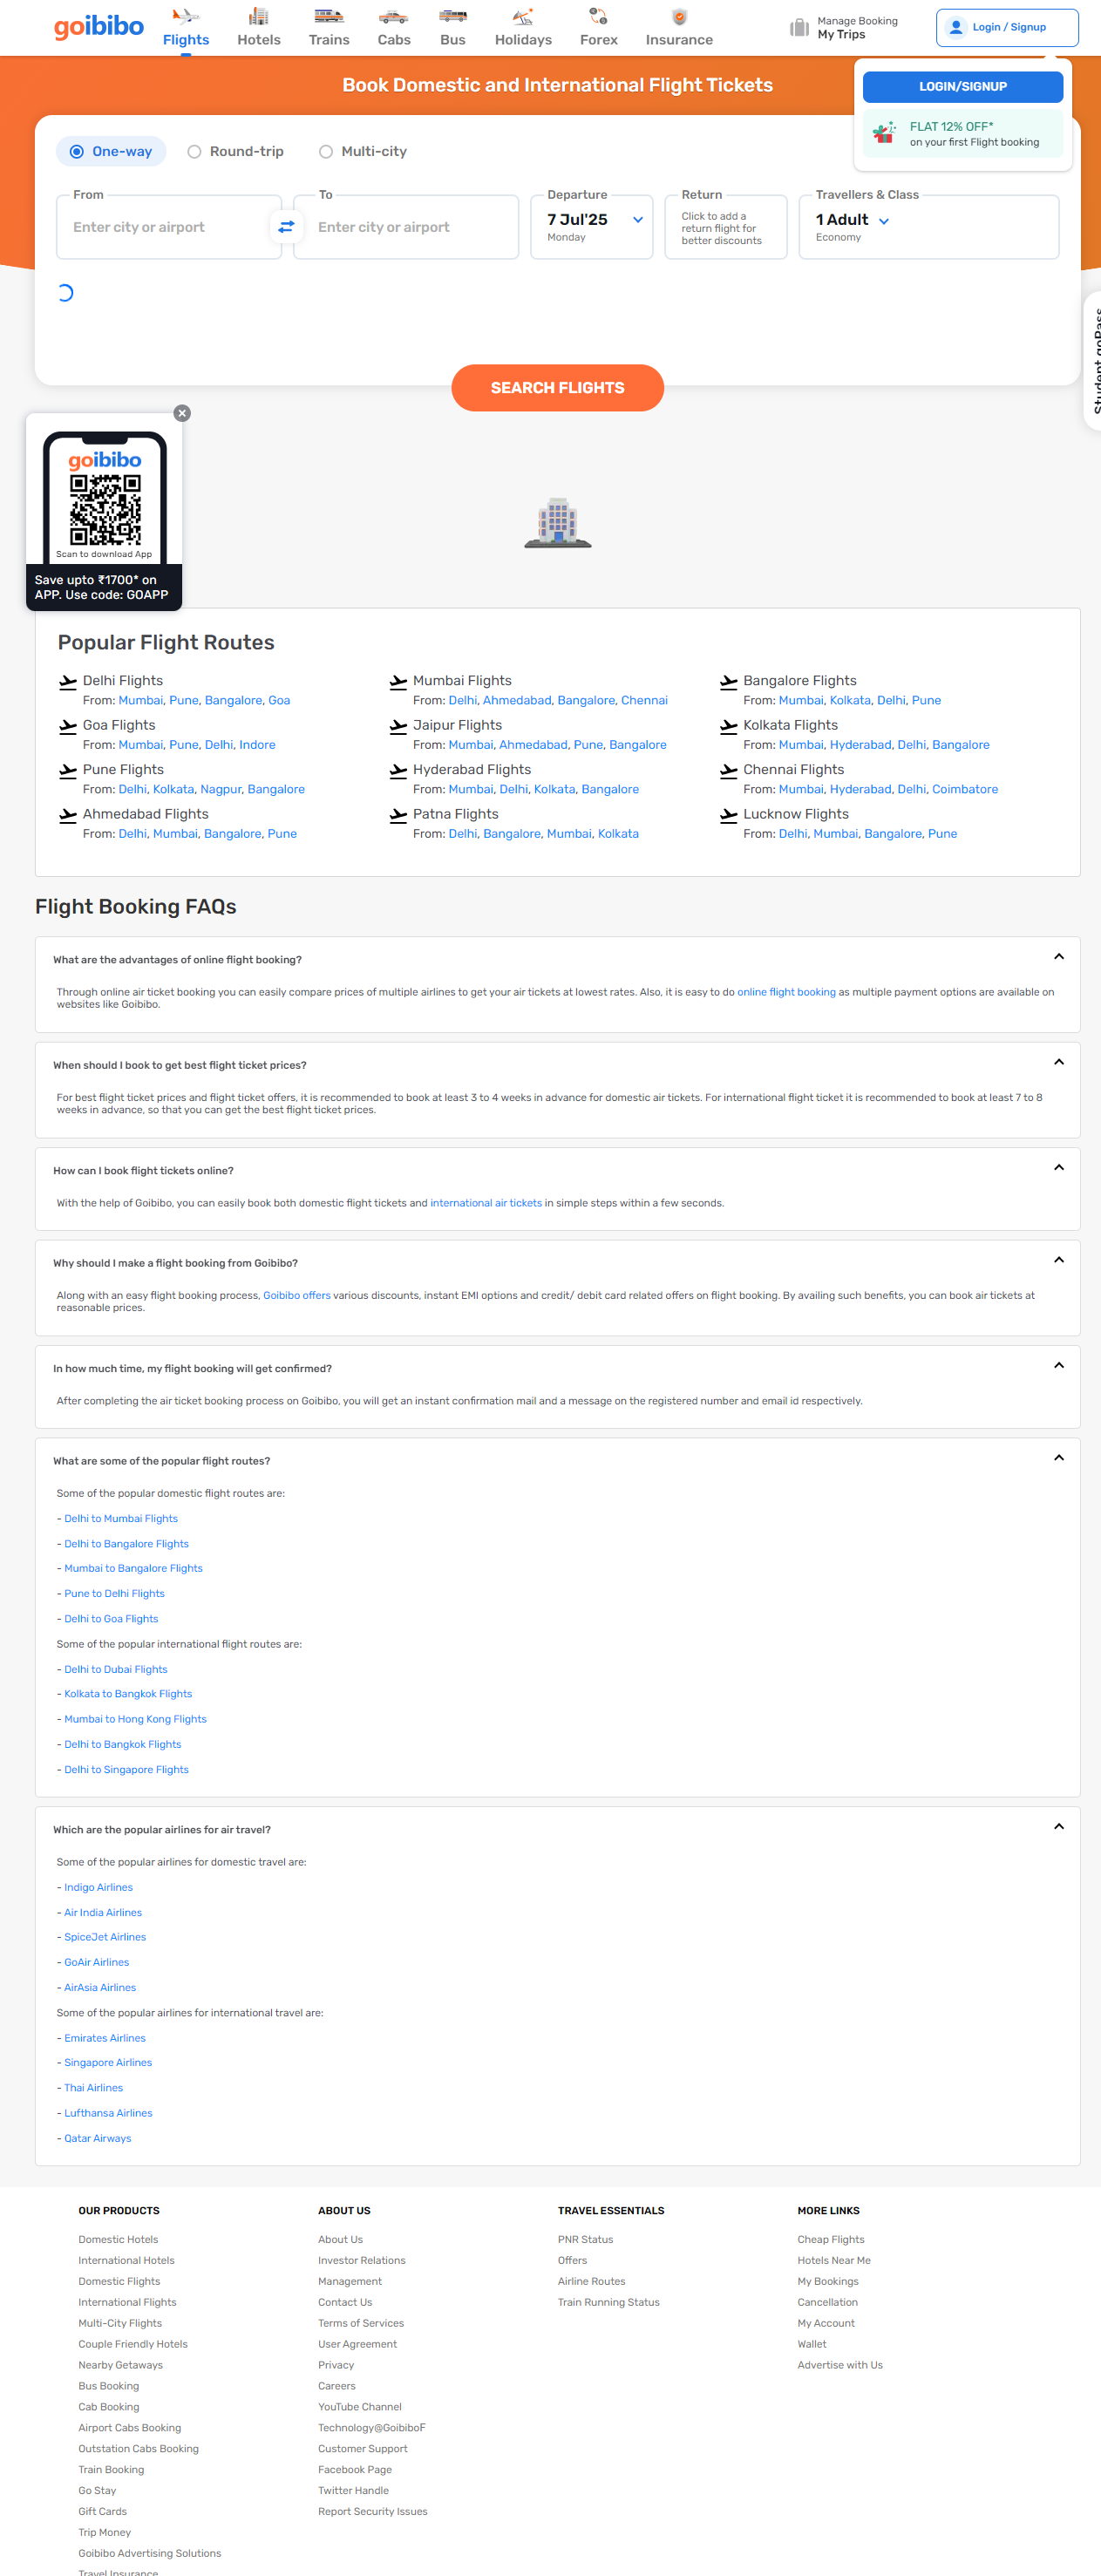 goibibo
Flights
Hotels
Trains
Cabs
Bus
Holidays
Forex
Insurance
Manage Booking
My Trips
Login / Signup
Book Domestic and International Flight Tickets
LOGIN/SIGNUP
FLAT 12% OFF*
on your first Flight booking
One-way
Round-trip
Multi-city
From
Enter city or airport
To
Enter city or airport
Departure
7 Jul'25
Monday
Return
Click to add a
return flight for
better discounts
Travellers & Class
1 Adult
Economy
Student goPass
SEARCH FLIGHTS
goibibo
Scan to download App
Save upto ₹1700* on
APP. Use code: GOAPP
Popular Flight Routes
Delhi Flights
From: Mumbai, Pune, Bangalore, Goa
Mumbai Flights
From: Delhi, Ahmedabad, Bangalore, Chennai
Bangalore Flights
From: Mumbai, Kolkata, Delhi, Pune
Goa Flights
From: Mumbai, Pune, Delhi, Indore
Jaipur Flights
From: Mumbai, Ahmedabad, Pune, Bangalore
Kolkata Flights
From: Mumbai, Hyderabad, Delhi, Bangalore
Pune Flights
From: Delhi, Kolkata, Nagpur, Bangalore
Hyderabad Flights
From: Mumbai, Delhi, Kolkata, Bangalore
Chennai Flights
From: Mumbai, Hyderabad, Delhi, Coimbatore
Ahmedabad Flights
From: Delhi, Mumbai, Bangalore, Pune
Patna Flights
From: Delhi, Bangalore, Mumbai, Kolkata
Lucknow Flights
From: Delhi, Mumbai, Bangalore, Pune
Flight Booking FAQs
What are the advantages of online flight booking?
Through online air ticket booking you can easily compare prices of multiple airlines to get your air tickets at lowest rates. Also, it is easy to do online flight booking as multiple payment options are available on
websites like Goibibo.
When should I book to get best flight ticket prices?
For best flight ticket prices and flight ticket offers, it is recommended to book at least 3 to 4 weeks in advance for domestic air tickets. For international flight ticket it is recommended to book at least 7 to 8
weeks in advance, so that you can get the best flight ticket prices.
How can I book flight tickets online?
With the help of Goibibo, you can easily book both domestic flight tickets and international air tickets in simple steps within a few seconds.
Why should I make a flight booking from Goibibo?
Along with an easy flight booking process, Goibibo offers various discounts, instant EMI options and credit/ debit card related offers on flight booking. By availing such benefits, you can book air tickets at
reasonable prices.
In how much time, my flight booking will get confirmed?
After completing the air ticket booking process on Goibibo, you will get an instant confirmation mail and a message on the registered number and email id respectively.
What are some of the popular flight routes?
Some of the popular domestic flight routes are:
- Delhi to Mumbai Flights
- Delhi to Bangalore Flights
- Mumbai to Bangalore Flights
- Pune to Delhi Flights
- Delhi to Goa Flights
Some of the popular international flight routes are:
- Delhi to Dubai Flights
- Kolkata to Bangkok Flights
- Mumbai to Hong Kong Flights
- Delhi to Bangkok Flights
- Delhi to Singapore Flights
Which are the popular airlines for air travel?
Some of the popular airlines for domestic travel are:
- Indigo Airlines
- Air India Airlines
- SpiceJet Airlines
- GoAir Airlines
- AirAsia Airlines
Some of the popular airlines for international travel are:
- Emirates Airlines
- Singapore Airlines
- Thai Airlines
- Lufthansa Airlines
- Qatar Airways
OUR PRODUCTS
Domestic Hotels
International Hotels
Domestic Flights
International Flights
Multi-City Flights
Couple Friendly Hotels
Nearby Getaways
Bus Booking
Cab Booking
Airport Cabs Booking
Outstation Cabs Booking
Train Booking
Go Stay
Gift Cards
Trip Money
Goibibo Advertising Solutions
Travel Insurance
ABOUT US
About Us
Investor Relations
Management
Contact Us
Terms of Services
User Agreement
Privacy
Careers
YouTube Channel
Technology@GoibiboF
Customer Support
Facebook Page
Twitter Handle
Report Security Issues
TRAVEL ESSENTIALS
PNR Status
Offers
Airline Routes
Train Running Status
MORE LINKS
Cheap Flights
Hotels Near Me
My Bookings
Cancellation
My Account
Wallet
Advertise with Us